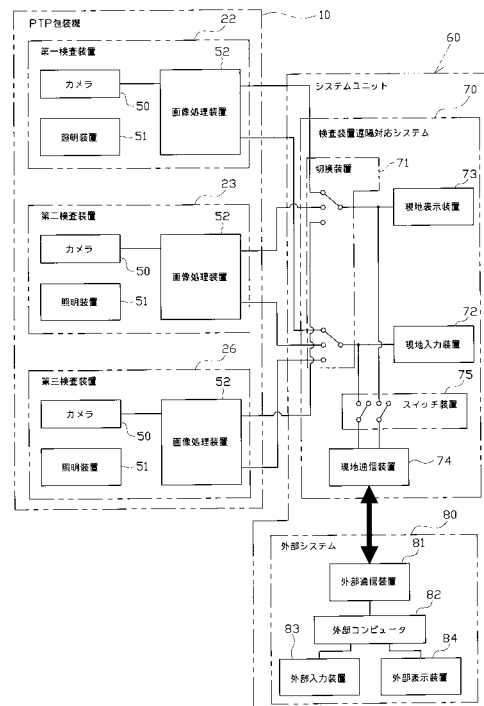 PTP包装機
10
第一検査装置
22
カメラ
50
照明装置
51
画像処理装置
52
第二検査装置
23
カメラ
50
照明装置
51
画像処理装置
52
第三検査装置
26
カメラ
50
照明装置
51
画像処理装置
52
システムユニット
60
検査装置遠隔対応システム
70
切換装置
71
現地表示装置
73
現地入力装置
72
スイッチ装置
75
現地通信装置
74
外部システム
80
外部通信装置
81
外部コンピュータ
82
外部入力装置
83
外部表示装置
84